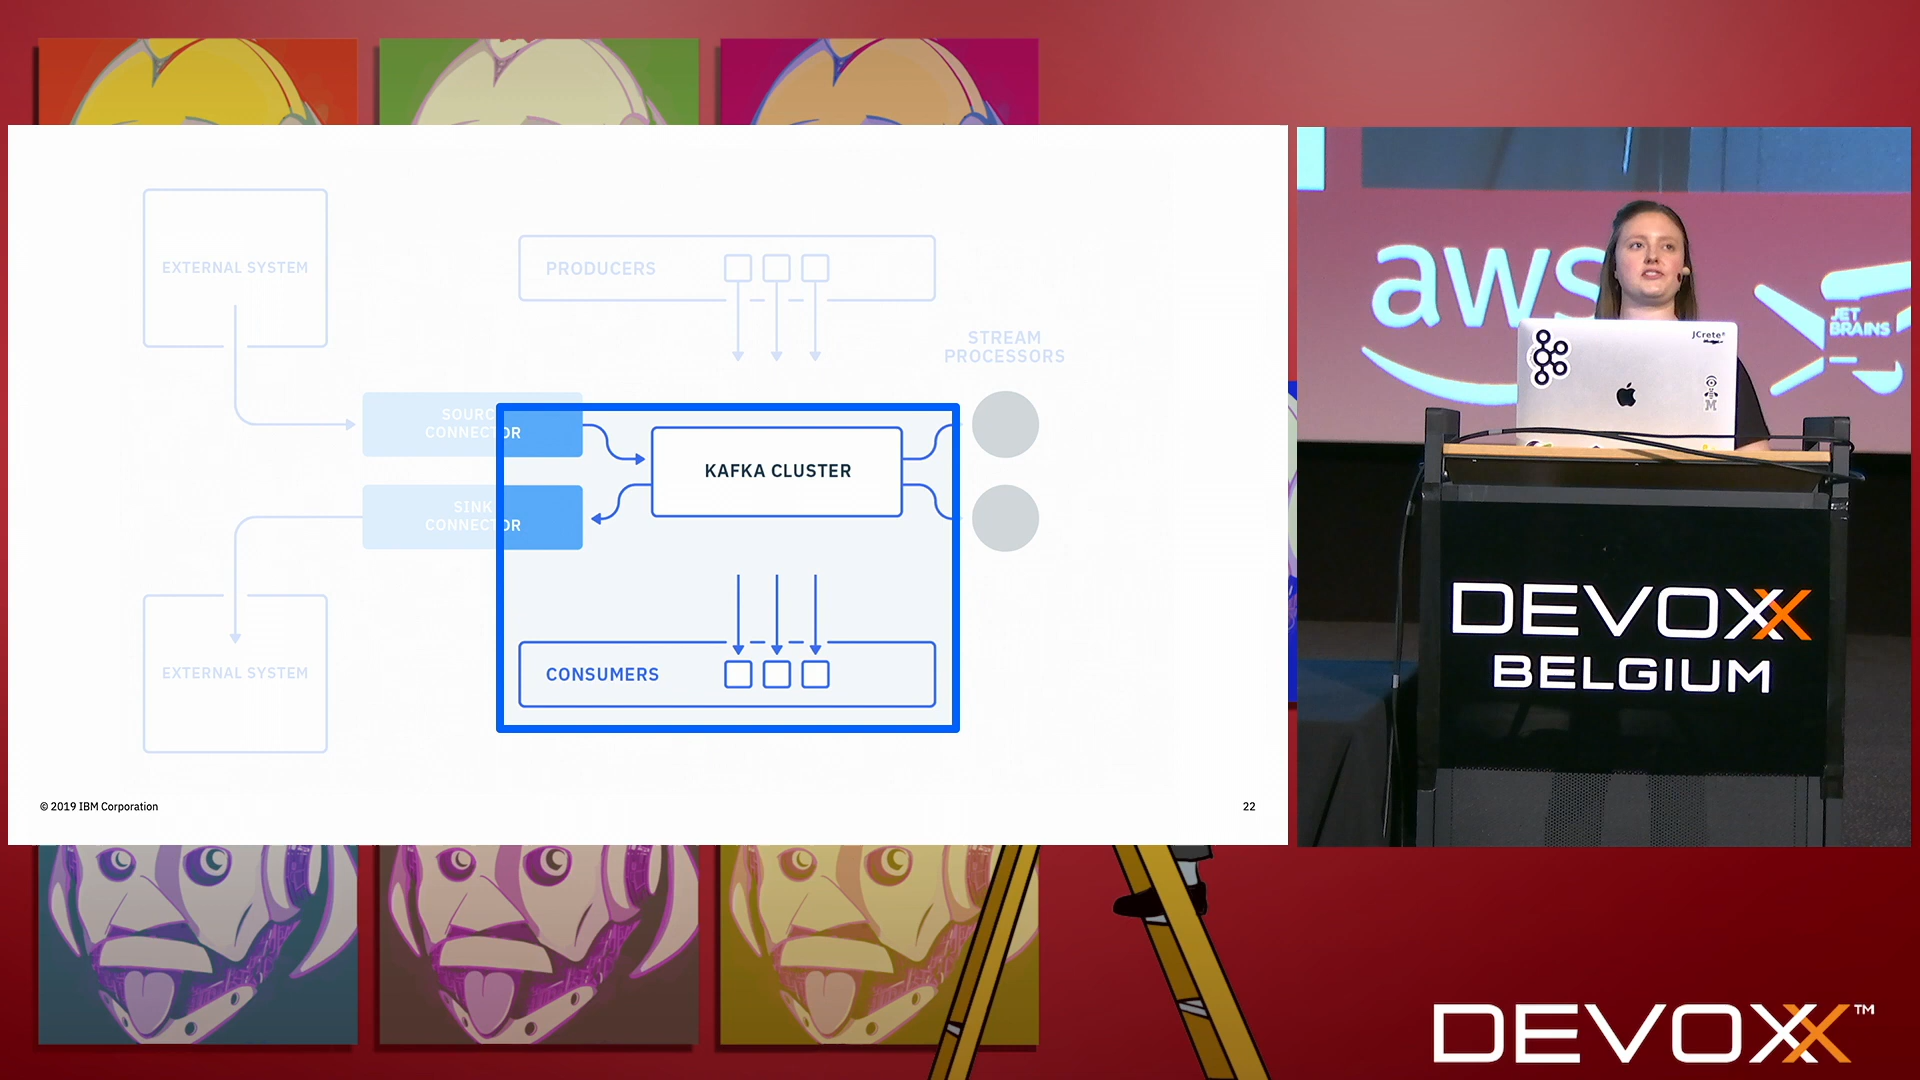 EXTERNAL SYSTEM
PRODUCERS
STREAM
PROCESSORS
SOURCE
CONNECTOR
KAFKA CLUSTER
SINK
CONNECTOR
EXTERNAL SYSTEM
CONSUMERS
© 2019 IBM Corporation
22
aws
JET
BRAINS
JCrete
M
DEVOXX
BELGIUM
DEVOXX™